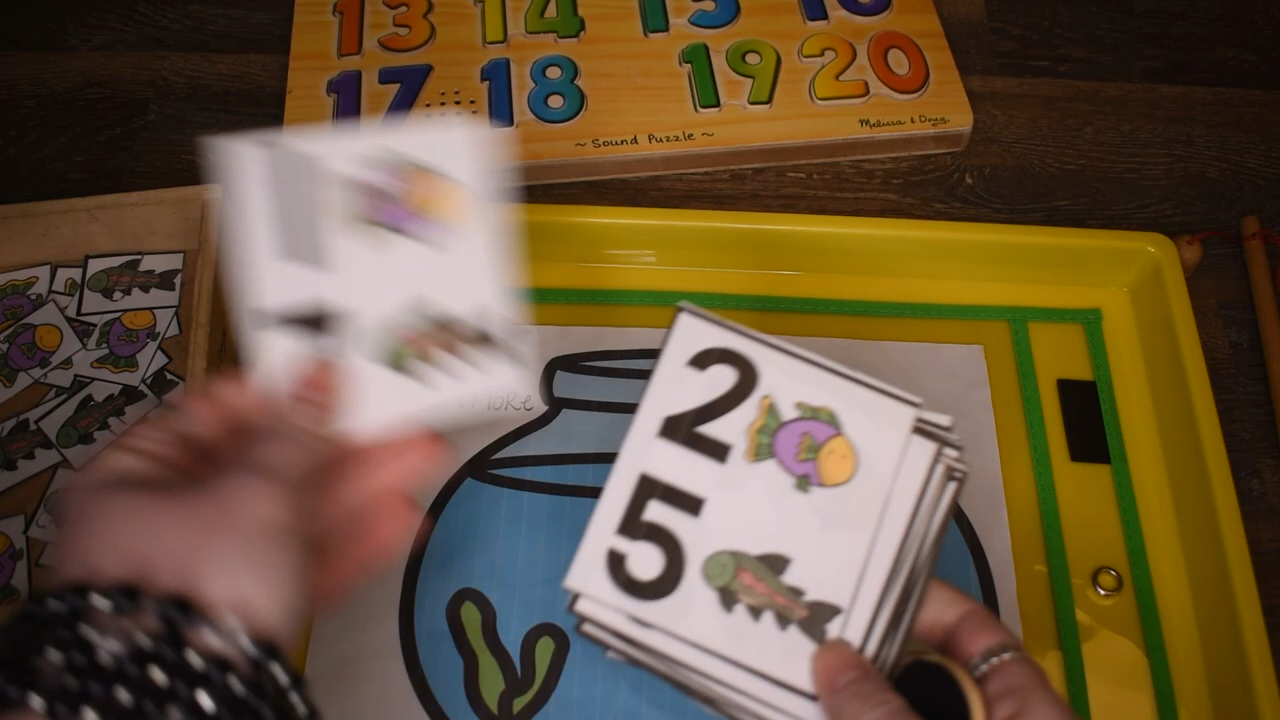 13 14 15 16
17 18 19 20
~ Sound Puzzle ~
Melissa & Doug
2
5